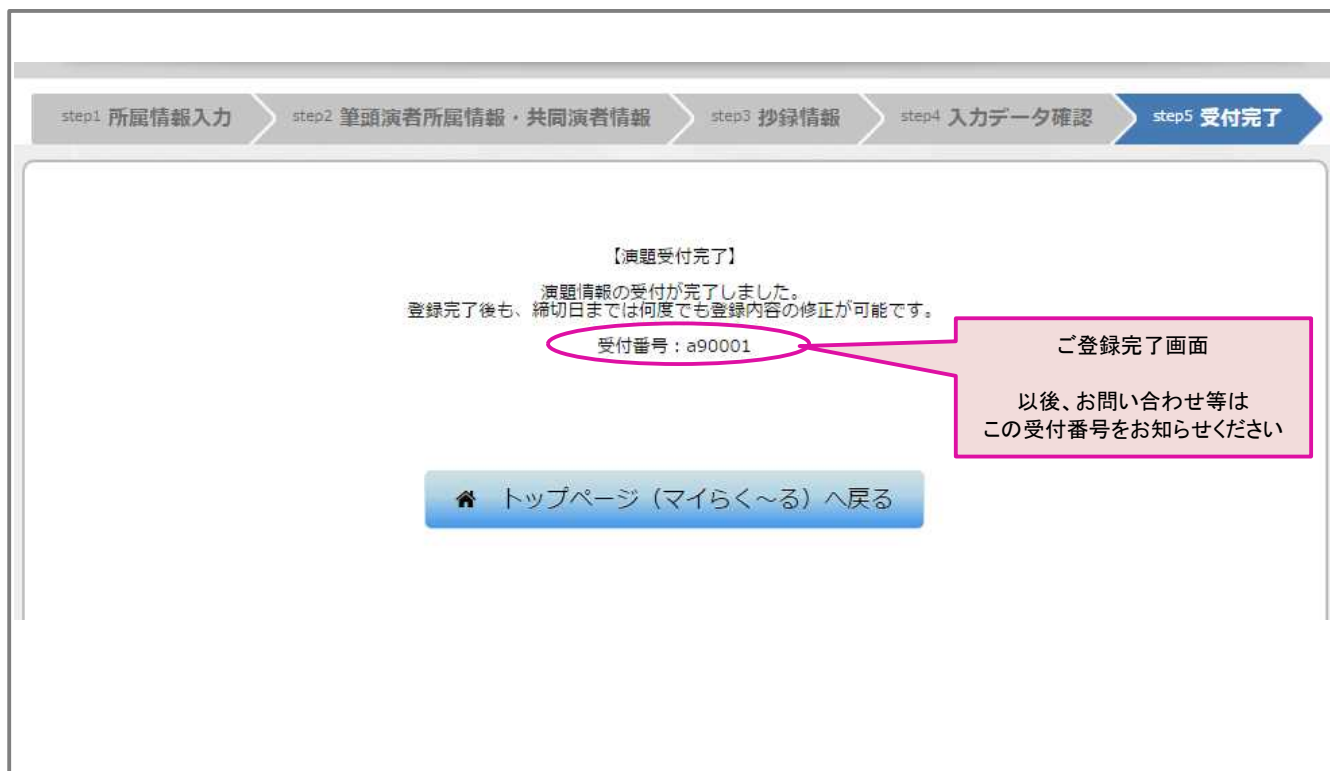 step1 所属情報入力
step2 筆頭演者所属情報・共同演者情報
step3 抄録情報
step4 入力データ確認
step5 受付完了
【演題受付完了】
演題情報の受付が完了しました。
登録完了後も、締切日までは何度でも登録内容の修正が可能です。
受付番号：a90001
ご登録完了画面
以後、お問い合わせ等は
この受付番号をお知らせください
トップページ（マイらく～る）へ戻る